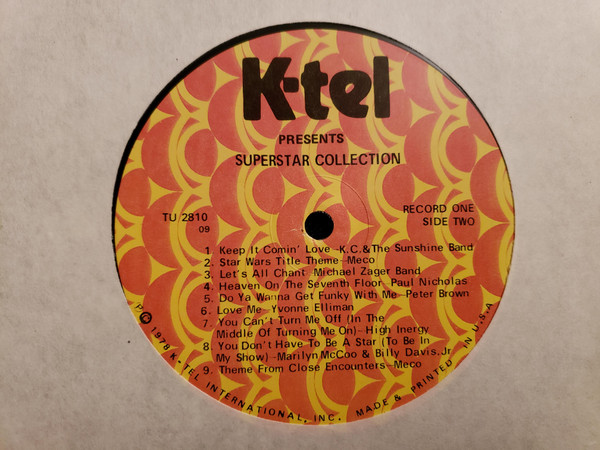 K-tel
PRESENTS
SUPERSTAR COLLECTION
TU 2810
09
RECORD ONE
SIDE TWO
1. Keep It Comin' Love-K.C.&The Sunshine Band
2. Star Wars Title Theme-Meco
3. Let's All Chant-Michael Zager Band
4. Heaven On The Seventh Floor-Paul Nicholas
5. Do Ya Wanna Get Funky With Me-Peter Brown
6. Love Me-Yvonne Elliman
7. You Can't Turn Me Off (In The
Middle Of Turning Me On)-High Inergy
8. You Don't Have To Be A Star (To Be In
My Show)-Marilyn McCoo & Billy Davis.Jr
9. Theme From Close Encounters-Meco
℗ © 1978 K-TEL INTERNATIONAL, INC. MADE & PRINTED IN U.S.A